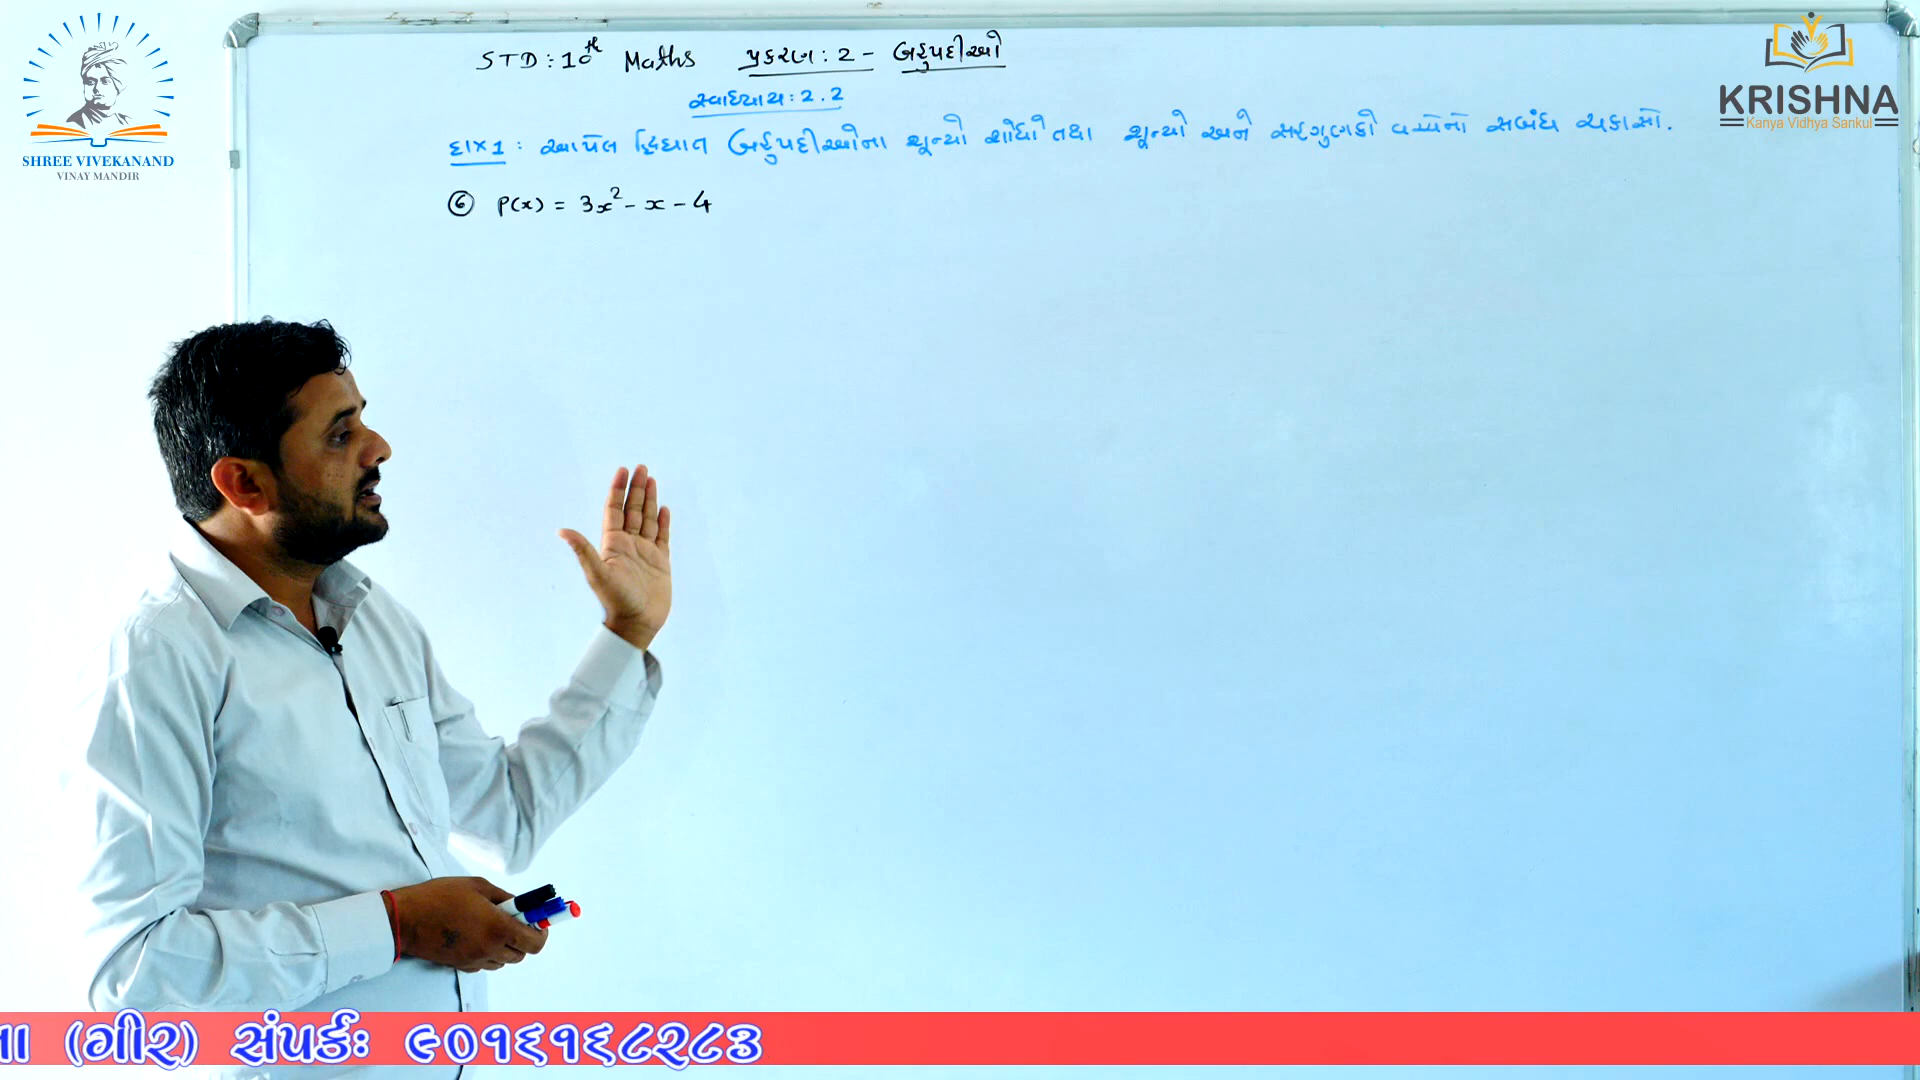 SHREE VIVEKANAND
VINAY MANDIR
KRISHNA
Kanya Vidhya Sankul
STD : 10th Maths પ્રકરણ : 2 - બહુપદીઓ
સ્વાધ્યાય : 2.2
દાખ 1 : આપેલ દ્વિઘાત બહુપદીઓના શૂન્યો શોધો તથા શૂન્યો અને સહગુણકો વચ્ચેનો સબંધ ચકાસો.
⑥ P(x) = 3x² - x - 4
(ગીર) સંપર્કઃ ૯૦૧૬૧૬૮૨૮૩